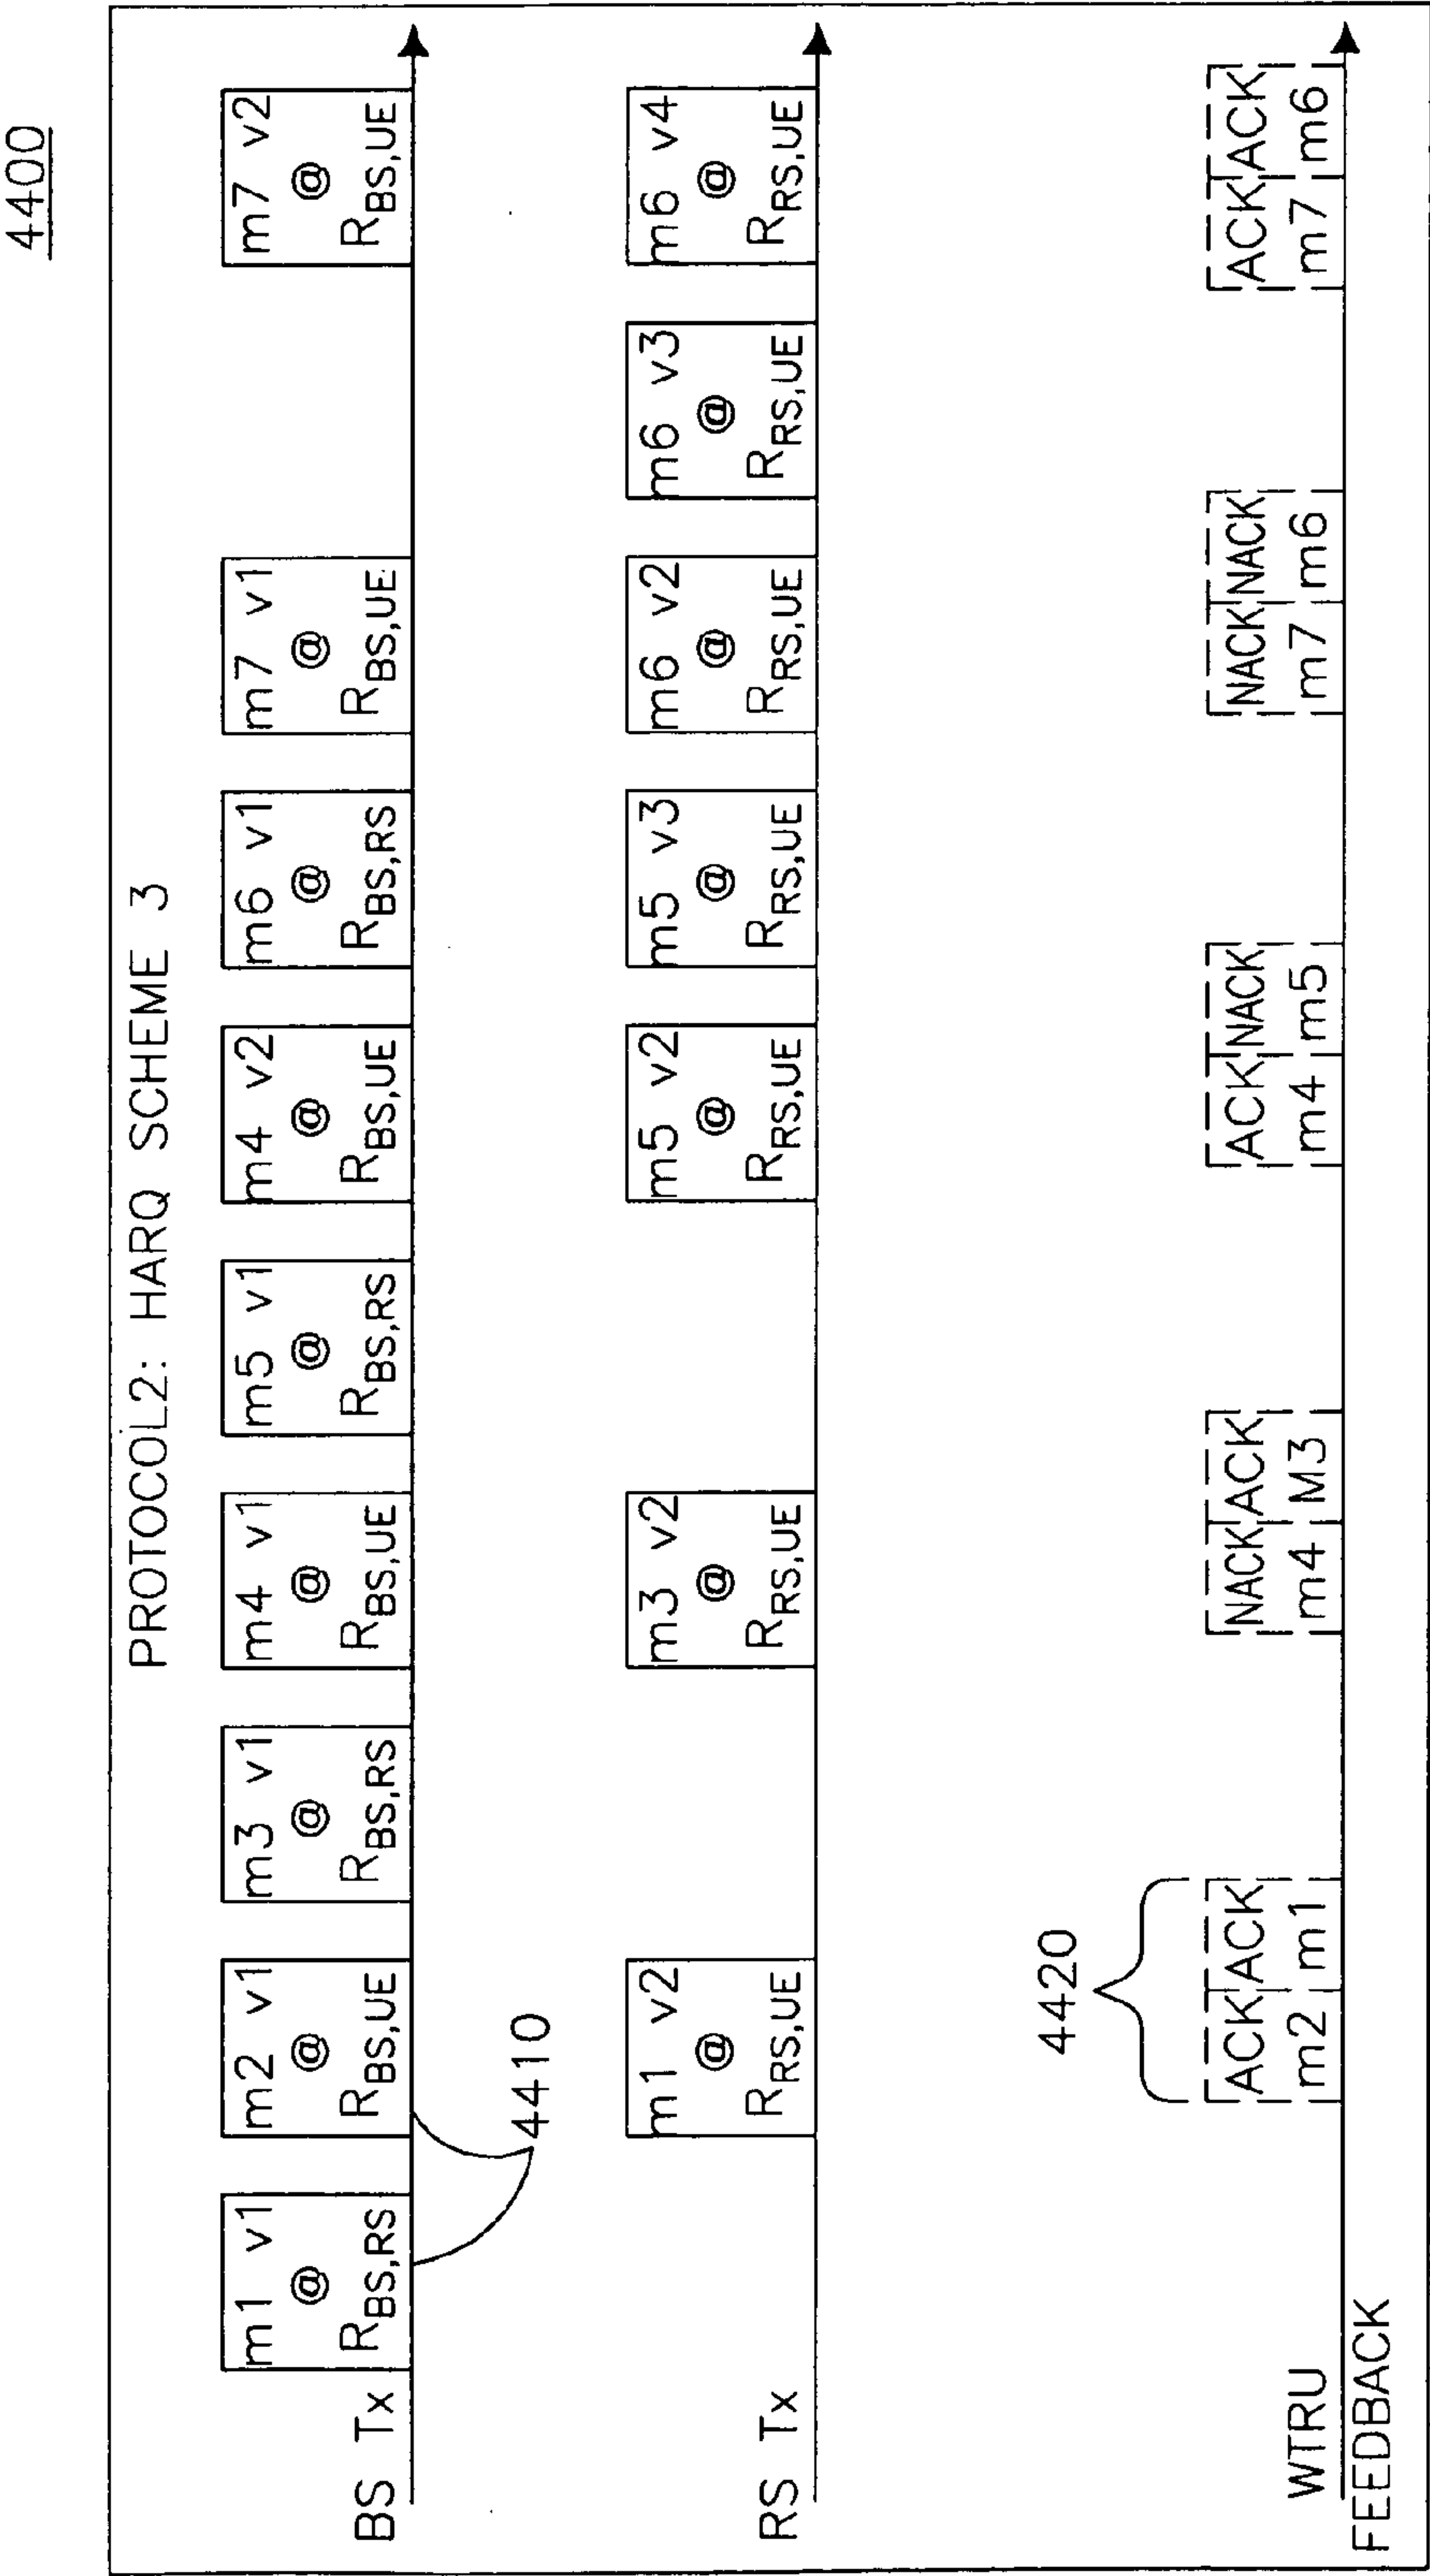 4400
PROTOCOL2: HARQ SCHEME 3
BS Tx
m1 v1
@
RBS,RS
m2 v1
@
RBS,UE
m3 v1
@
RBS,RS
m4 v1
@
RBS,UE
m5 v1
@
RBS,RS
m4 v2
@
RBS,UE
m6 v1
@
RBS,RS
m7 v1
@
RBS,UE
m7 v2
@
RBS,UE
4410
RS Tx
m1 v2
@
RRS,UE
m3 v2
@
RRS,UE
m5 v2
@
RRS,UE
m5 v3
@
RRS,UE
m6 v2
@
RRS,UE
m6 v3
@
RRS,UE
m6 v4
@
RRS,UE
4420
WTRU
FEEDBACK
ACK ACK
m2 m1
NACK ACK
m4 M3
ACK NACK
m4 m5
NACK NACK
m7 m6
ACK ACK
m7 m6